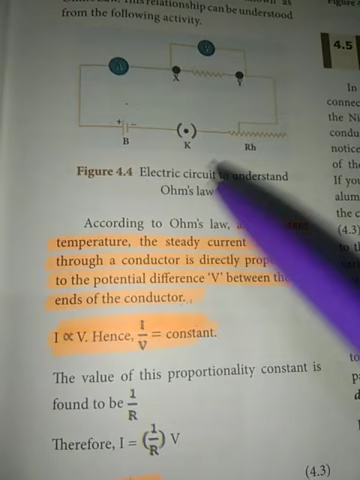 Ohm's Law. This relationship can be understood
from the following activity.
A
V
X
Y
+ -
B
K
Rh
Figure 4.4 Electric circuit to understand
Ohm's law
According to Ohm's law,
temperature, the steady current
through a conductor is directly
to the potential difference 'V' between
ends of the conductor.
I ∝ V. Hence, I/V = constant.
The value of this proportionality constant is
found to be 1/R
Therefore, I = (1/R) V
(4.3)
4.5
In
connec
the Ni
condu
notice
of the
If you
alum
the c
(4.3)
to